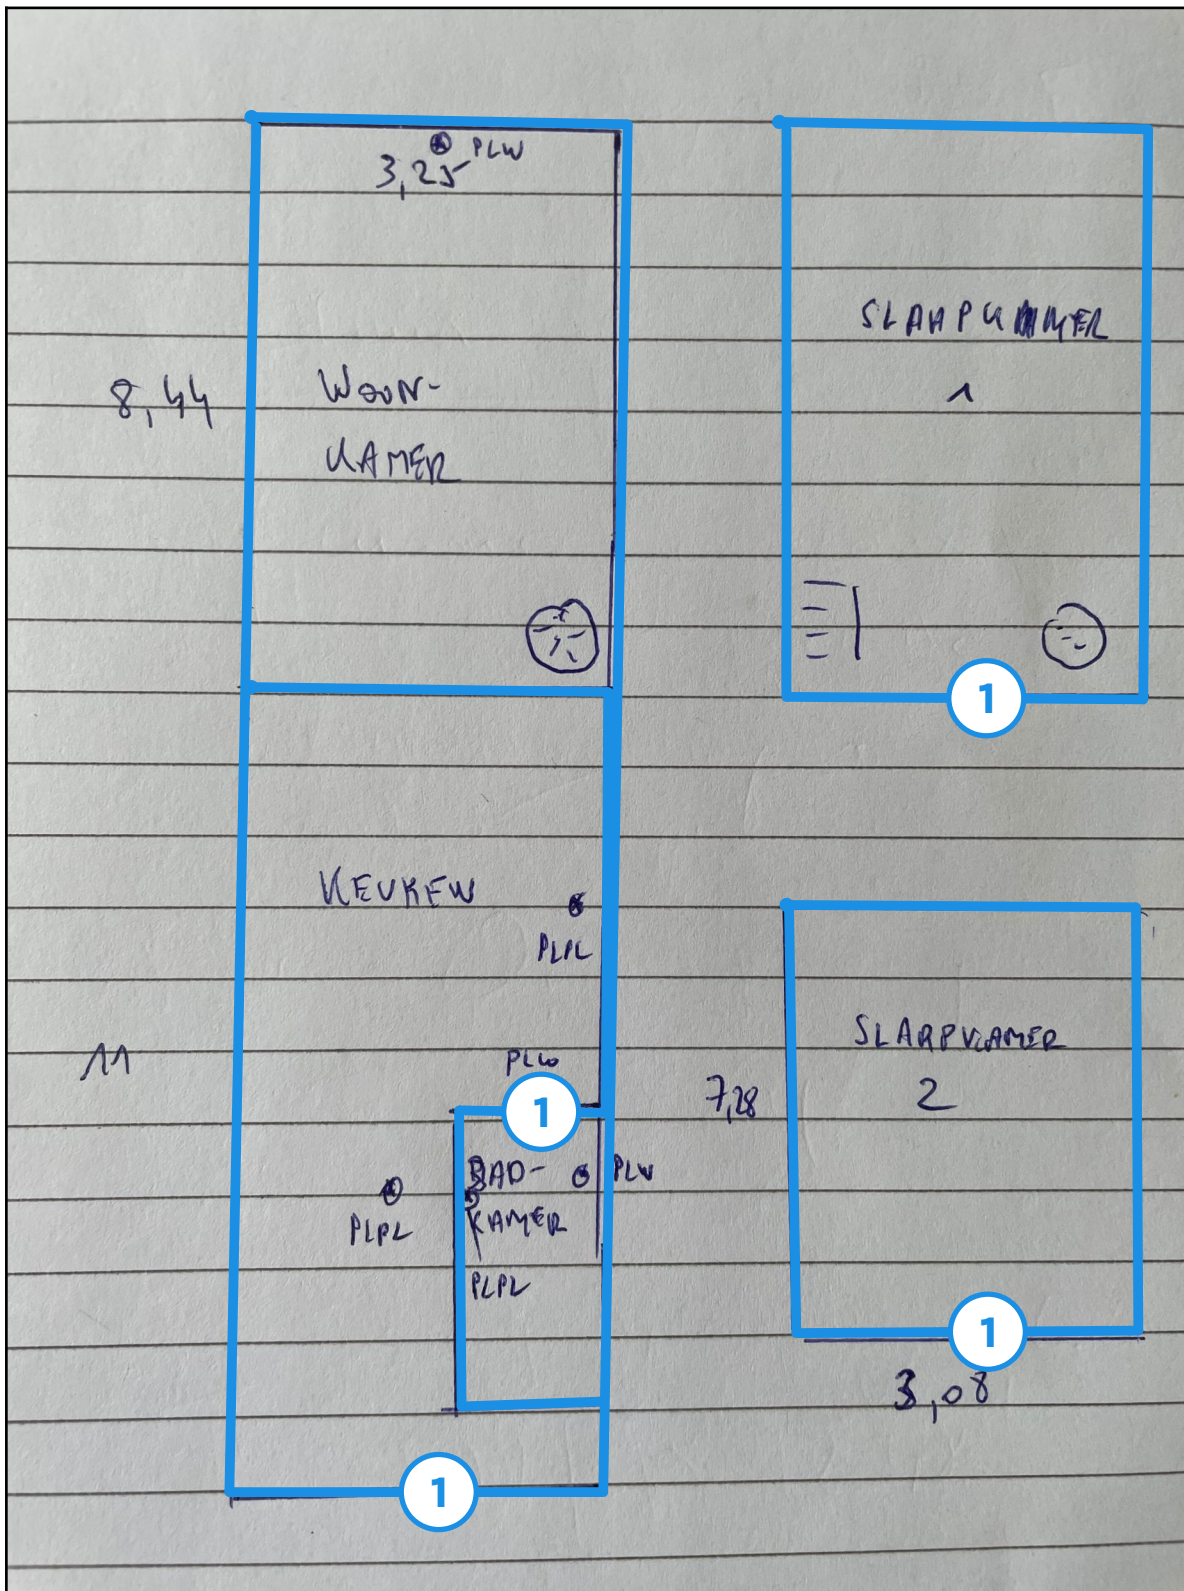 PLW
3,25
SLAAPKAMER
1
8,44
WOON-
KAMER
1
KEUKEN
PLPL
SLAAPKAMER
2
11
PLW
7,28
1
BAD-
PLW
KAMER
PLPL
PLPL
1
3,08
1